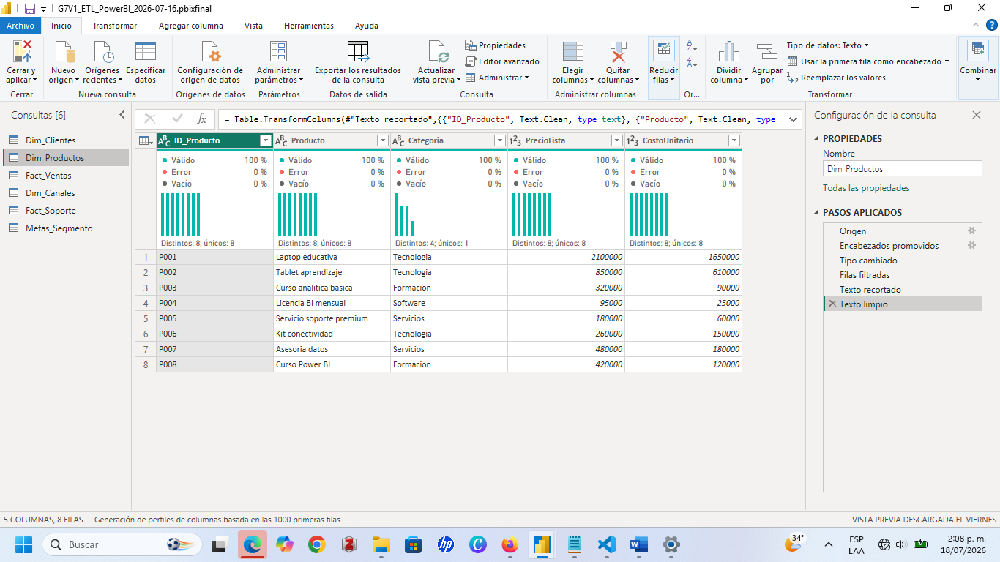 G7V1_ETL_PowerBI_2026-07-16.pbixfinal
Archivo Inicio Transformar Agregar columna Vista Herramientas Ayuda
Cerrar y aplicar
Nuevo origen
Orígenes recientes
Especificar datos
Configuración de origen de datos
Administrar parámetros
Exportar los resultados de la consulta
Actualizar vista previa
Propiedades
Editor avanzado
Administrar
Elegir columnas
Quitar columnas
Reducir filas
Dividir columna
Agrupar por
Tipo de datos: Texto
Usar la primera fila como encabezado
Reemplazar los valores
Combinar
Cerrar Nueva consulta Orígenes de datos Parámetros Datos de salida Consulta Administrar columnas Or... Transformar
Consultas [6]
Dim_Clientes
Dim_Productos
Fact_Ventas
Dim_Canales
Fact_Soporte
Metas_Segmento
fx = Table.TransformColumns(#"Texto recortado",{{"ID_Producto", Text.Clean, type text}, {"Producto", Text.Clean, type
ABC ID_Producto ABC Producto ABC Categoria 123 PrecioLista 123 CostoUnitario
Válido 100 % Válido 100 % Válido 100 % Válido 100 % Válido 100 %
Error 0 % Error 0 % Error 0 % Error 0 % Error 0 %
Vacío 0 % Vacío 0 % Vacío 0 % Vacío 0 % Vacío 0 %
Distintos: 8; únicos: 8 Distintos: 8; únicos: 8 Distintos: 4; únicos: 1 Distintos: 8; únicos: 8 Distintos: 8; únicos: 8
1 P001 Laptop educativa Tecnologia 2100000 1650000
2 P002 Tablet aprendizaje Tecnologia 850000 610000
3 P003 Curso analitica basica Formacion 320000 90000
4 P004 Licencia BI mensual Software 95000 25000
5 P005 Servicio soporte premium Servicios 180000 60000
6 P006 Kit conectividad Tecnologia 260000 150000
7 P007 Asesoria datos Servicios 480000 180000
8 P008 Curso Power BI Formacion 420000 120000
Configuración de la consulta
PROPIEDADES
Nombre
Dim_Productos
Todas las propiedades
PASOS APLICADOS
Origen
Encabezados promovidos
Tipo cambiado
Filas filtradas
Texto recortado
Texto limpio
5 COLUMNAS, 8 FILAS Generación de perfiles de columnas basada en las 1000 primeras filas VISTA PREVIA DESCARGADA EL VIERNES
Buscar
34°
ESP
LAA
2:08 p. m.
18/07/2026